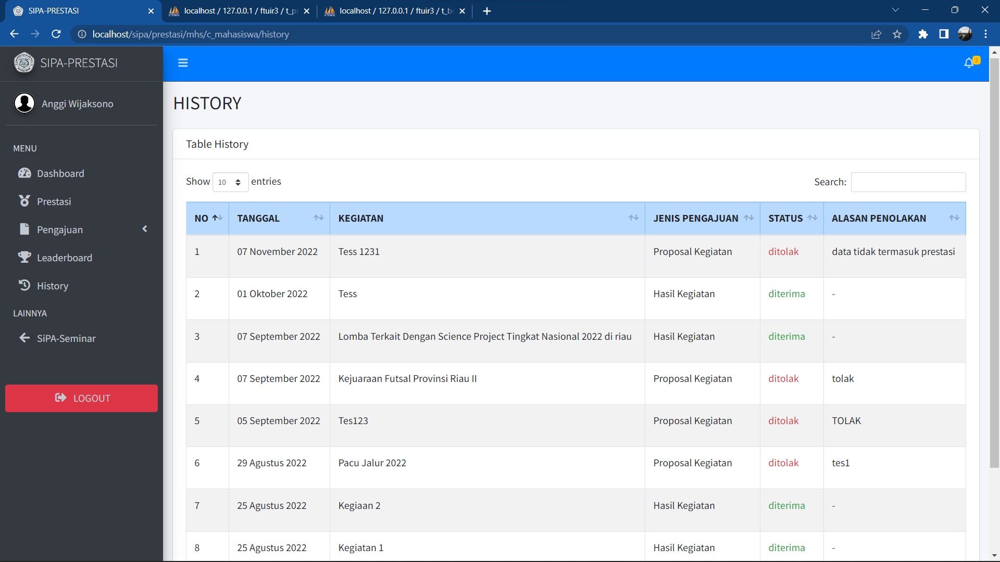 SIPA-PRESTASI
localhost / 127.0.0.1 / ftuir3 / t_p
localhost / 127.0.0.1 / ftuir3 / t_be
localhost/sipa/prestasi/mhs/c_mahasiswa/history
SIPA-PRESTASI
2
Anggi Wijaksono
MENU
Dashboard
Prestasi
Pengajuan
Leaderboard
History
LAINNYA
SiPA-Seminar
LOGOUT
HISTORY
Table History
Show 10 entries
Search:
NO TANGGAL KEGIATAN JENIS PENGAJUAN STATUS ALASAN PENOLAKAN
1 07 November 2022 Tess 1231 Proposal Kegiatan ditolak data tidak termasuk prestasi
2 01 Oktober 2022 Tess Hasil Kegiatan diterima -
3 07 September 2022 Lomba Terkait Dengan Science Project Tingkat Nasional 2022 di riau Hasil Kegiatan diterima -
4 07 September 2022 Kejuaraan Futsal Provinsi Riau II Proposal Kegiatan ditolak tolak
5 05 September 2022 Tes123 Proposal Kegiatan ditolak TOLAK
6 29 Agustus 2022 Pacu Jalur 2022 Proposal Kegiatan ditolak tes1
7 25 Agustus 2022 Kegiaan 2 Hasil Kegiatan diterima -
8 25 Agustus 2022 Kegiatan 1 Hasil Kegiatan diterima -